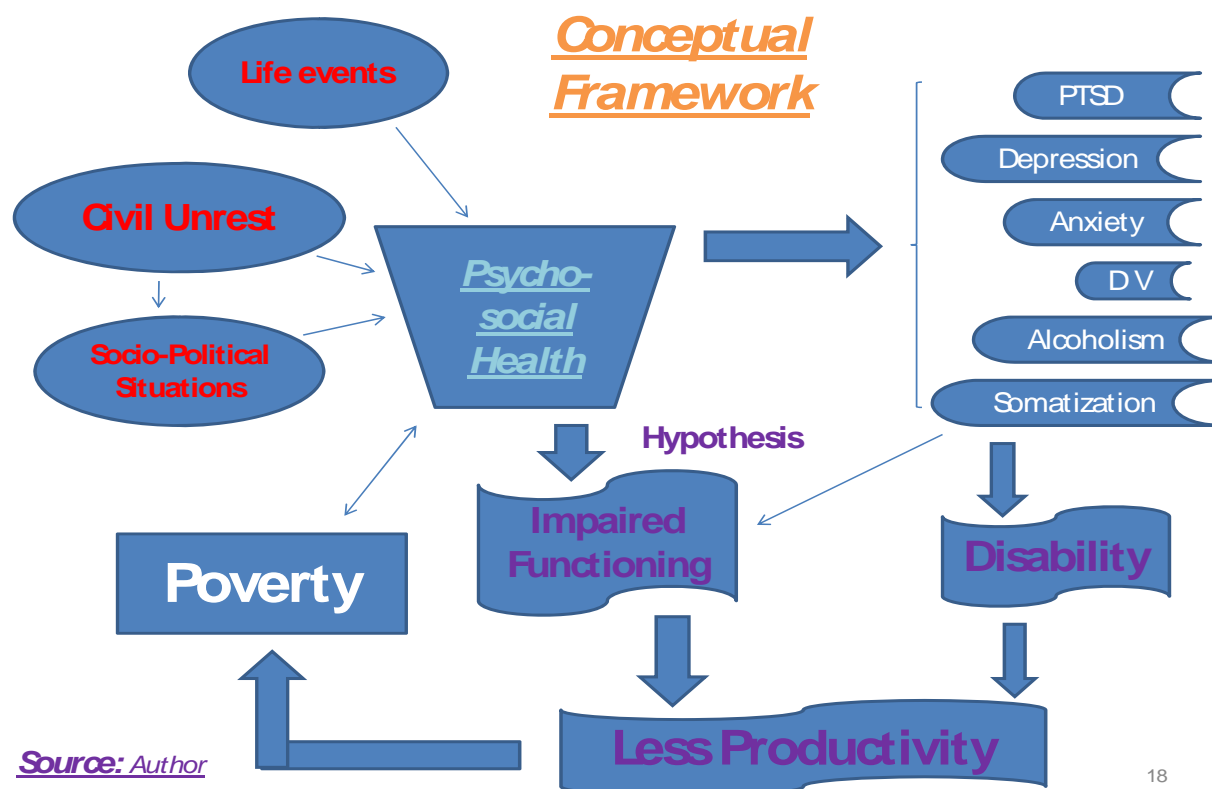 Conceptual
Framework
Life events
Civil Unrest
Socio-Political
Situations
Psycho-
social
Health
PTSD
Depression
Anxiety
D V
Alcoholism
Somatization
Hypothesis
Impaired
Functioning
Disability
Poverty
Less Productivity
Source: Author
18